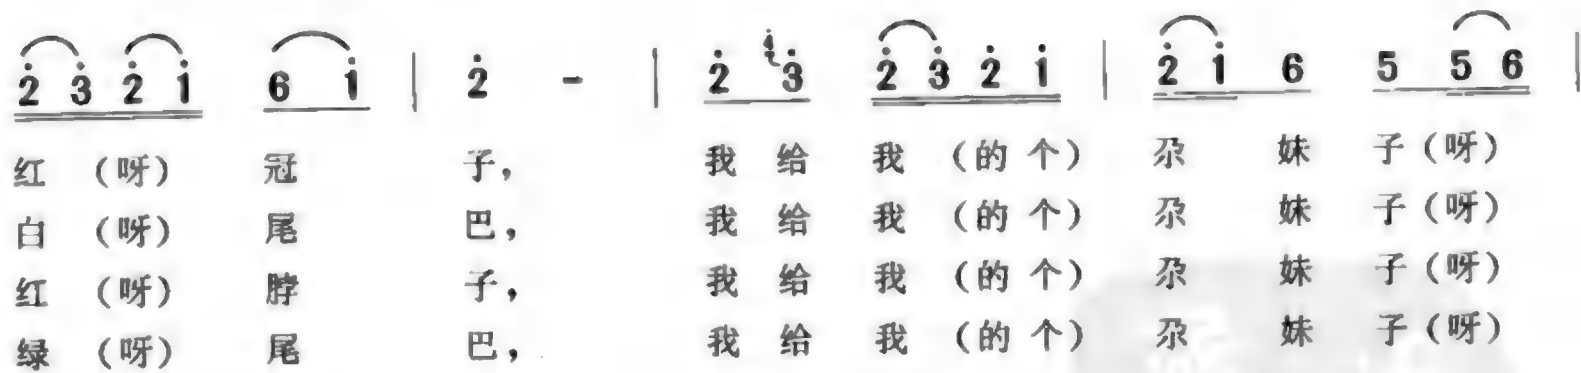 2̇ 3̇ 2̇ 1̇ 6 1̇ | 2̇ - | 2̇ 4̇ 3̇ 2̇ 3̇ 2̇ 1̇ | 2̇ 1̇ 6 5 5 6 |
红 (呀) 冠 子, 我 给 我 (的 个) 尕 妹 子 (呀)
白 (呀) 尾 巴, 我 给 我 (的 个) 尕 妹 子 (呀)
红 (呀) 脖 子, 我 给 我 (的 个) 尕 妹 子 (呀)
绿 (呀) 尾 巴, 我 给 我 (的 个) 尕 妹 子 (呀)